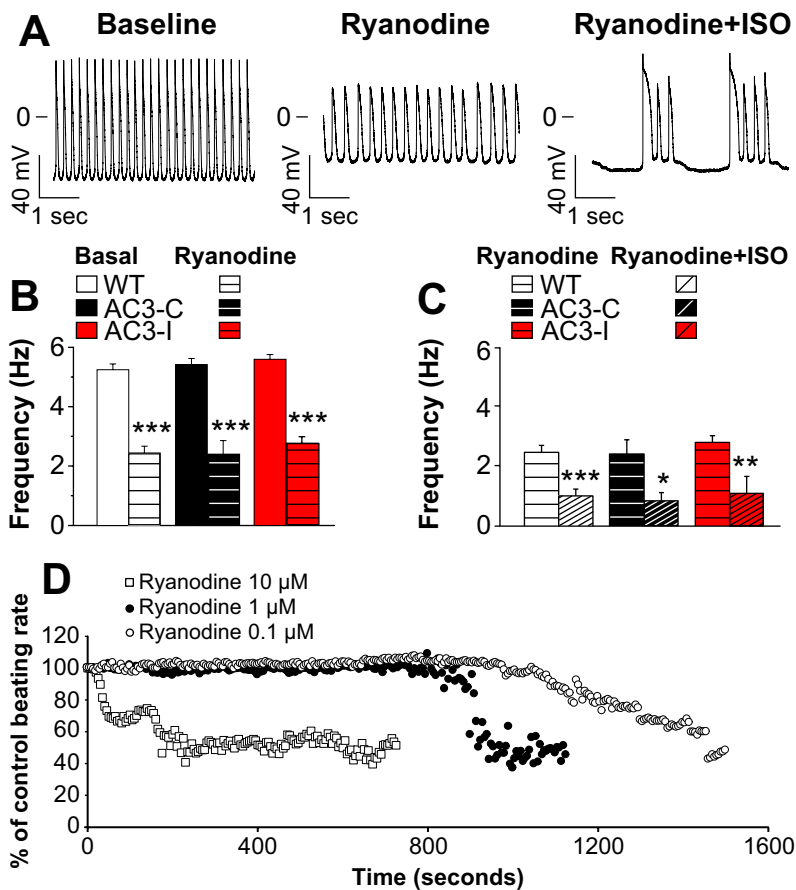 A
Baseline
Ryanodine
Ryanodine+ISO
0
40 mV
1 sec
0
40 mV
1 sec
0
40 mV
1 sec
B
Basal Ryanodine
WT
AC3-C
AC3-I
Frequency (Hz)
6
4
2
0
***
***
***
C
Ryanodine Ryanodine+ISO
WT
AC3-C
AC3-I
Frequency (Hz)
6
4
2
0
***
*
**
D
Ryanodine 10 µM
Ryanodine 1 µM
Ryanodine 0.1 µM
% of control beating rate
120
100
80
60
40
20
0
0 400 800 1200 1600
Time (seconds)